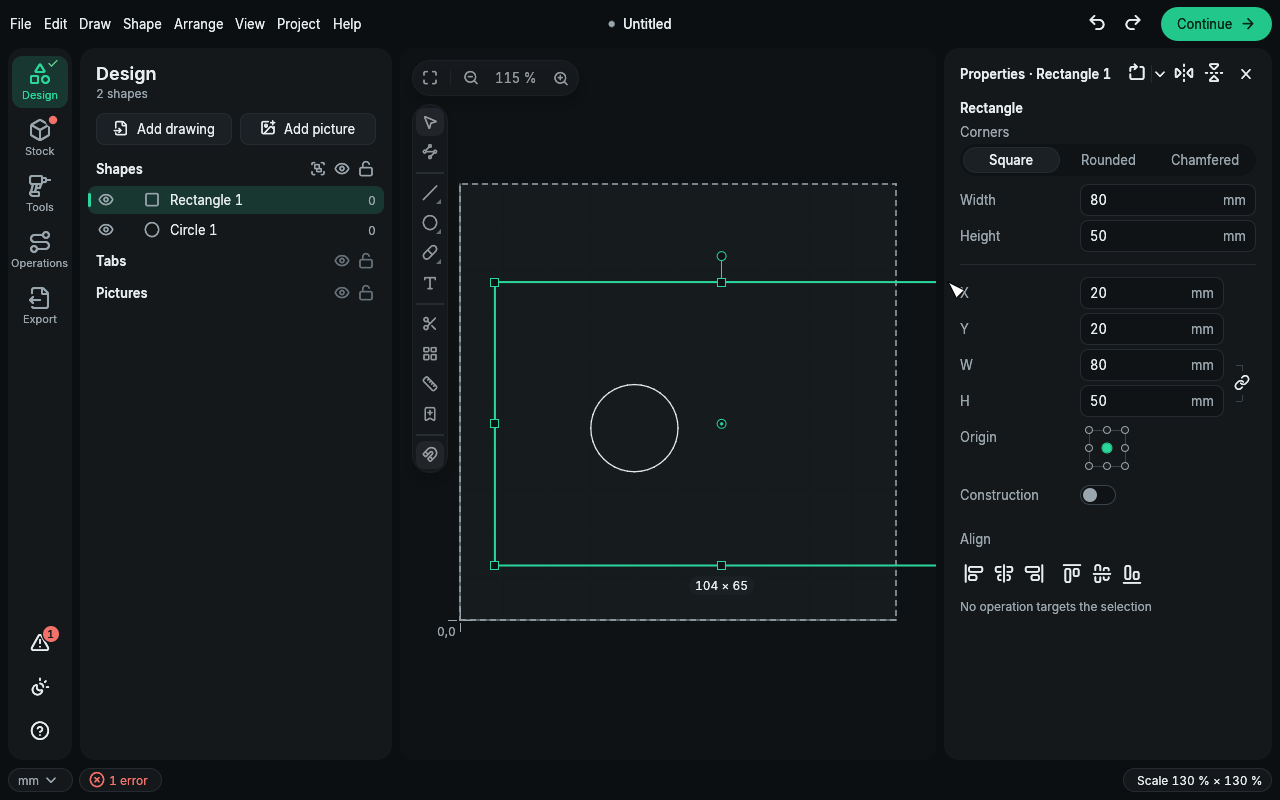 File Edit Draw Shape Arrange View Project Help
Untitled
Continue
Design
Stock
Tools
Operations
Export
1
Design
2 shapes
Add drawing
Add picture
Shapes
Rectangle 1 0
Circle 1 0
Tabs
Pictures
115 %
104 × 65
0,0
Properties · Rectangle 1
Rectangle
Corners
Square Rounded Chamfered
Width 80 mm
Height 50 mm
X 20 mm
Y 20 mm
W 80 mm
H 50 mm
Origin
Construction
Align
No operation targets the selection
mm
1 error
Scale 130 % × 130 %